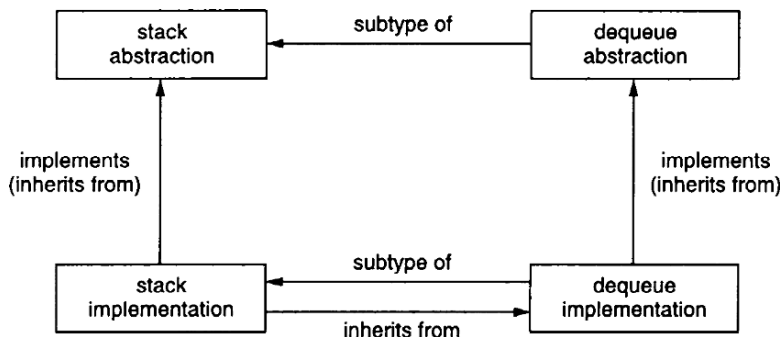 stack
abstraction
subtype of
dequeue
abstraction
implements
(inherits from)
implements
(inherits from)
stack
implementation
subtype of
inherits from
dequeue
implementation